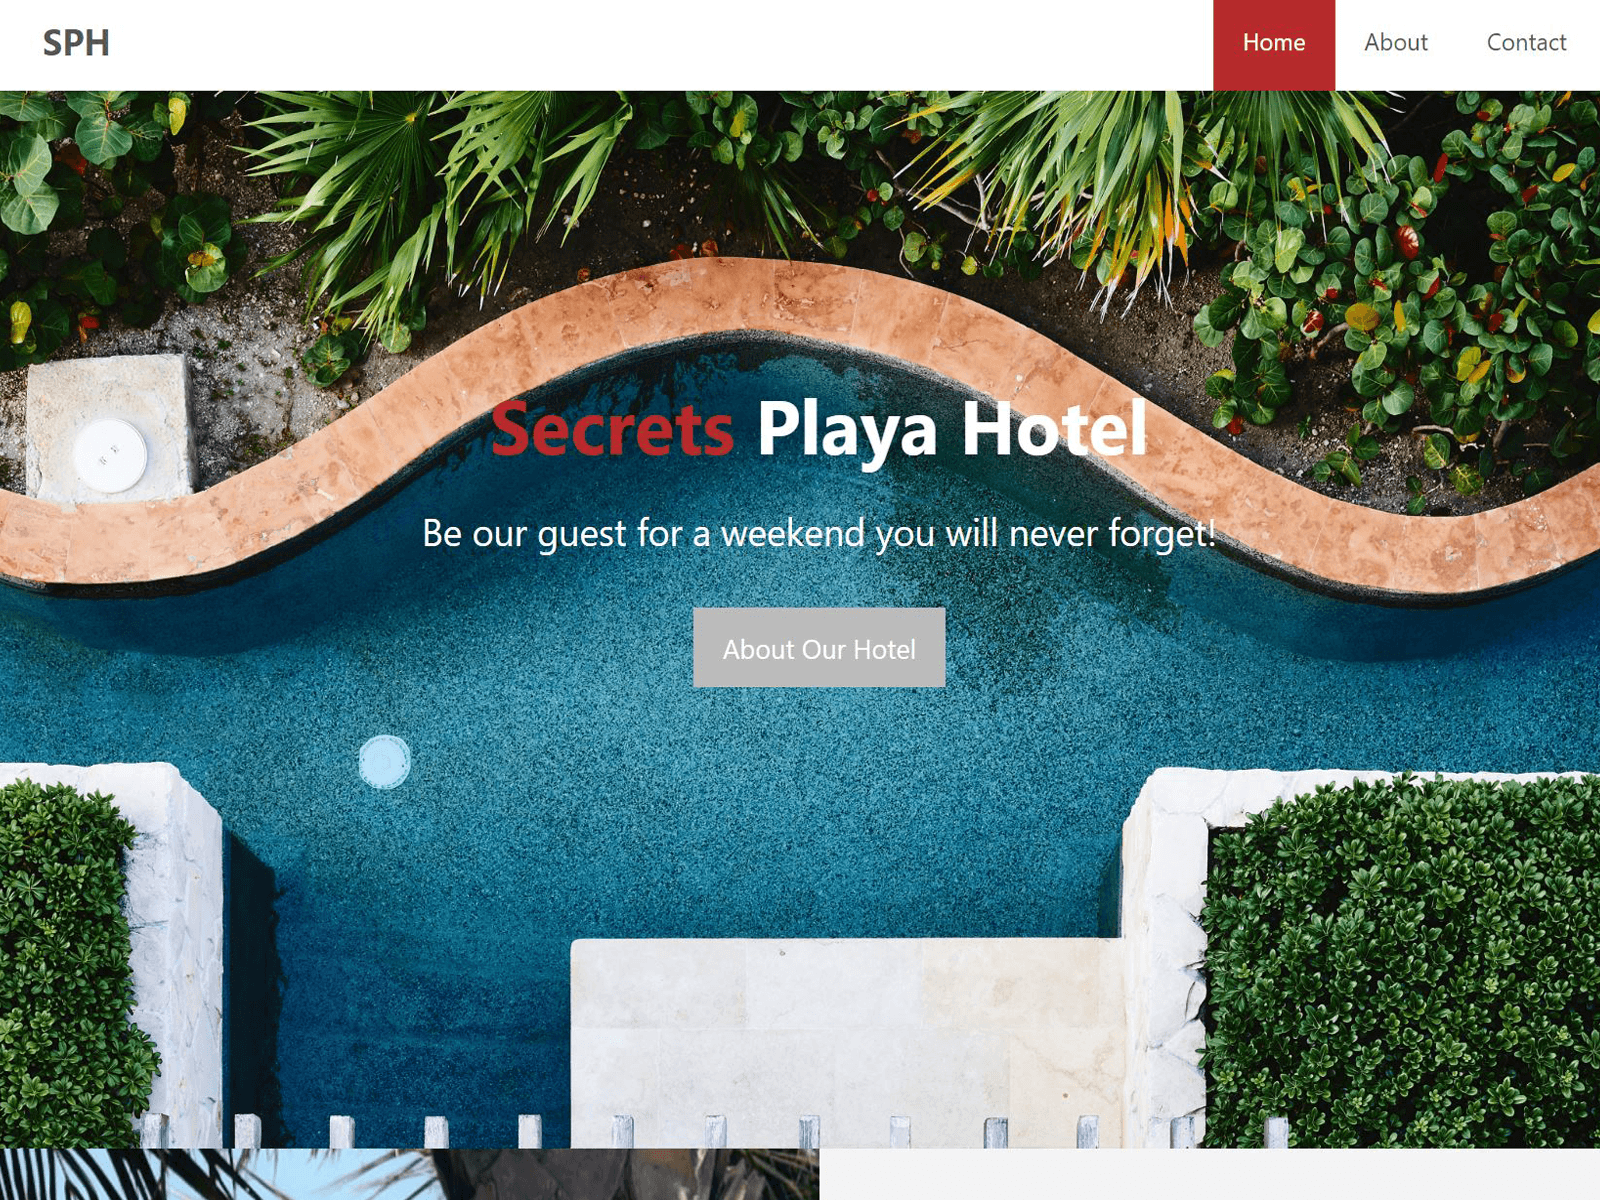 SPH
Home
About
Contact
Secrets Playa Hotel
Be our guest for a weekend you will never forget!
About Our Hotel